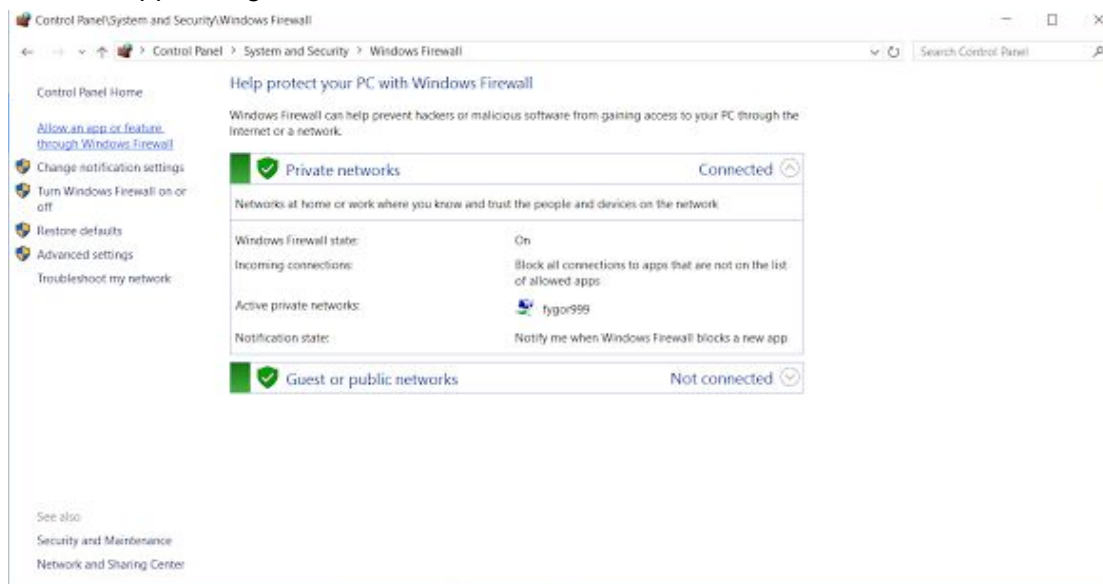 Control Panel\System and Security\Windows Firewall
Control Panel > System and Security > Windows Firewall
Search Control Panel
Control Panel Home
Allow an app or feature
through Windows Firewall
Change notification settings
Turn Windows Firewall on or
off
Restore defaults
Advanced settings
Troubleshoot my network
Help protect your PC with Windows Firewall
Windows Firewall can help prevent hackers or malicious software from gaining access to your PC through the
Internet or a network.
Private networks
Connected
Networks at home or work where you know and trust the people and devices on the network
Windows Firewall state:
On
Incoming connections:
Block all connections to apps that are not on the list
of allowed apps
Active private networks:
fygor999
Notification state:
Notify me when Windows Firewall blocks a new app
Guest or public networks
Not connected
See also
Security and Maintenance
Network and Sharing Center